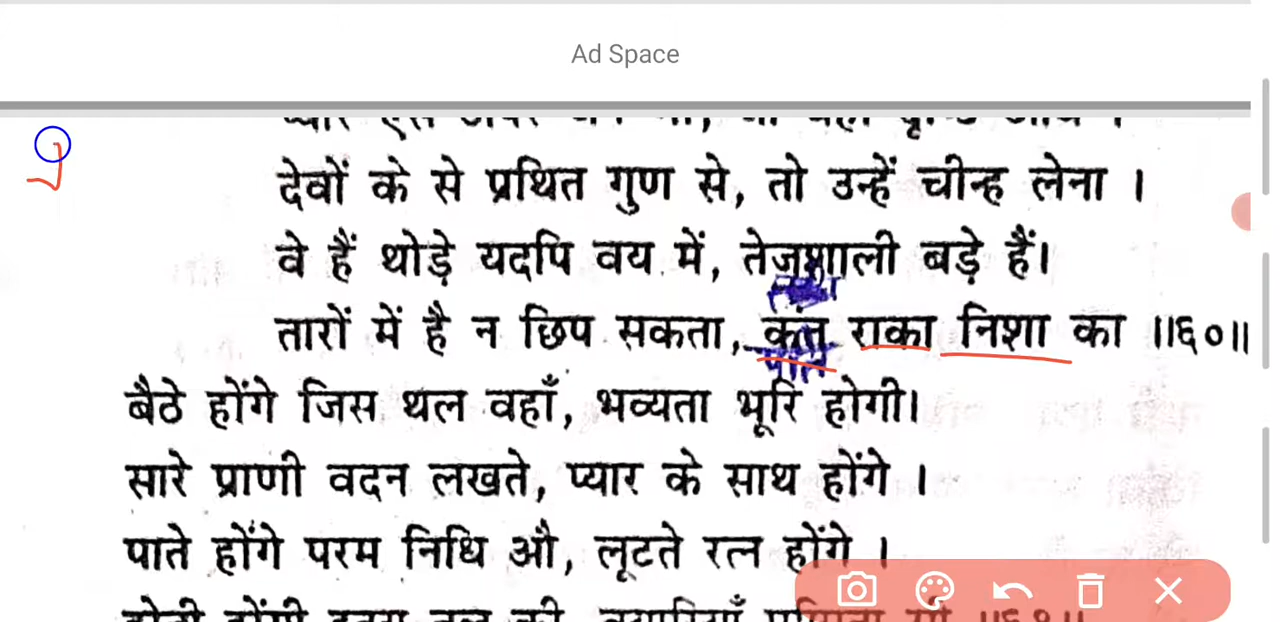 Ad Space
देवों के से प्रथित गुण से, तो उन्हें चीन्ह लेना ।
वे हैं थोड़े यदपि वय में, तेजशाली बड़े हैं।
तारों में है न छिप सकता, कंत राका निशा का ॥६०॥
बैठे होंगे जिस थल वहाँ, भव्यता भूरि होगी।
सारे प्राणी वदन लखते, प्यार के साथ होंगे ।
पाते होंगे परम निधि औ, लूटते रत्न होंगे ।